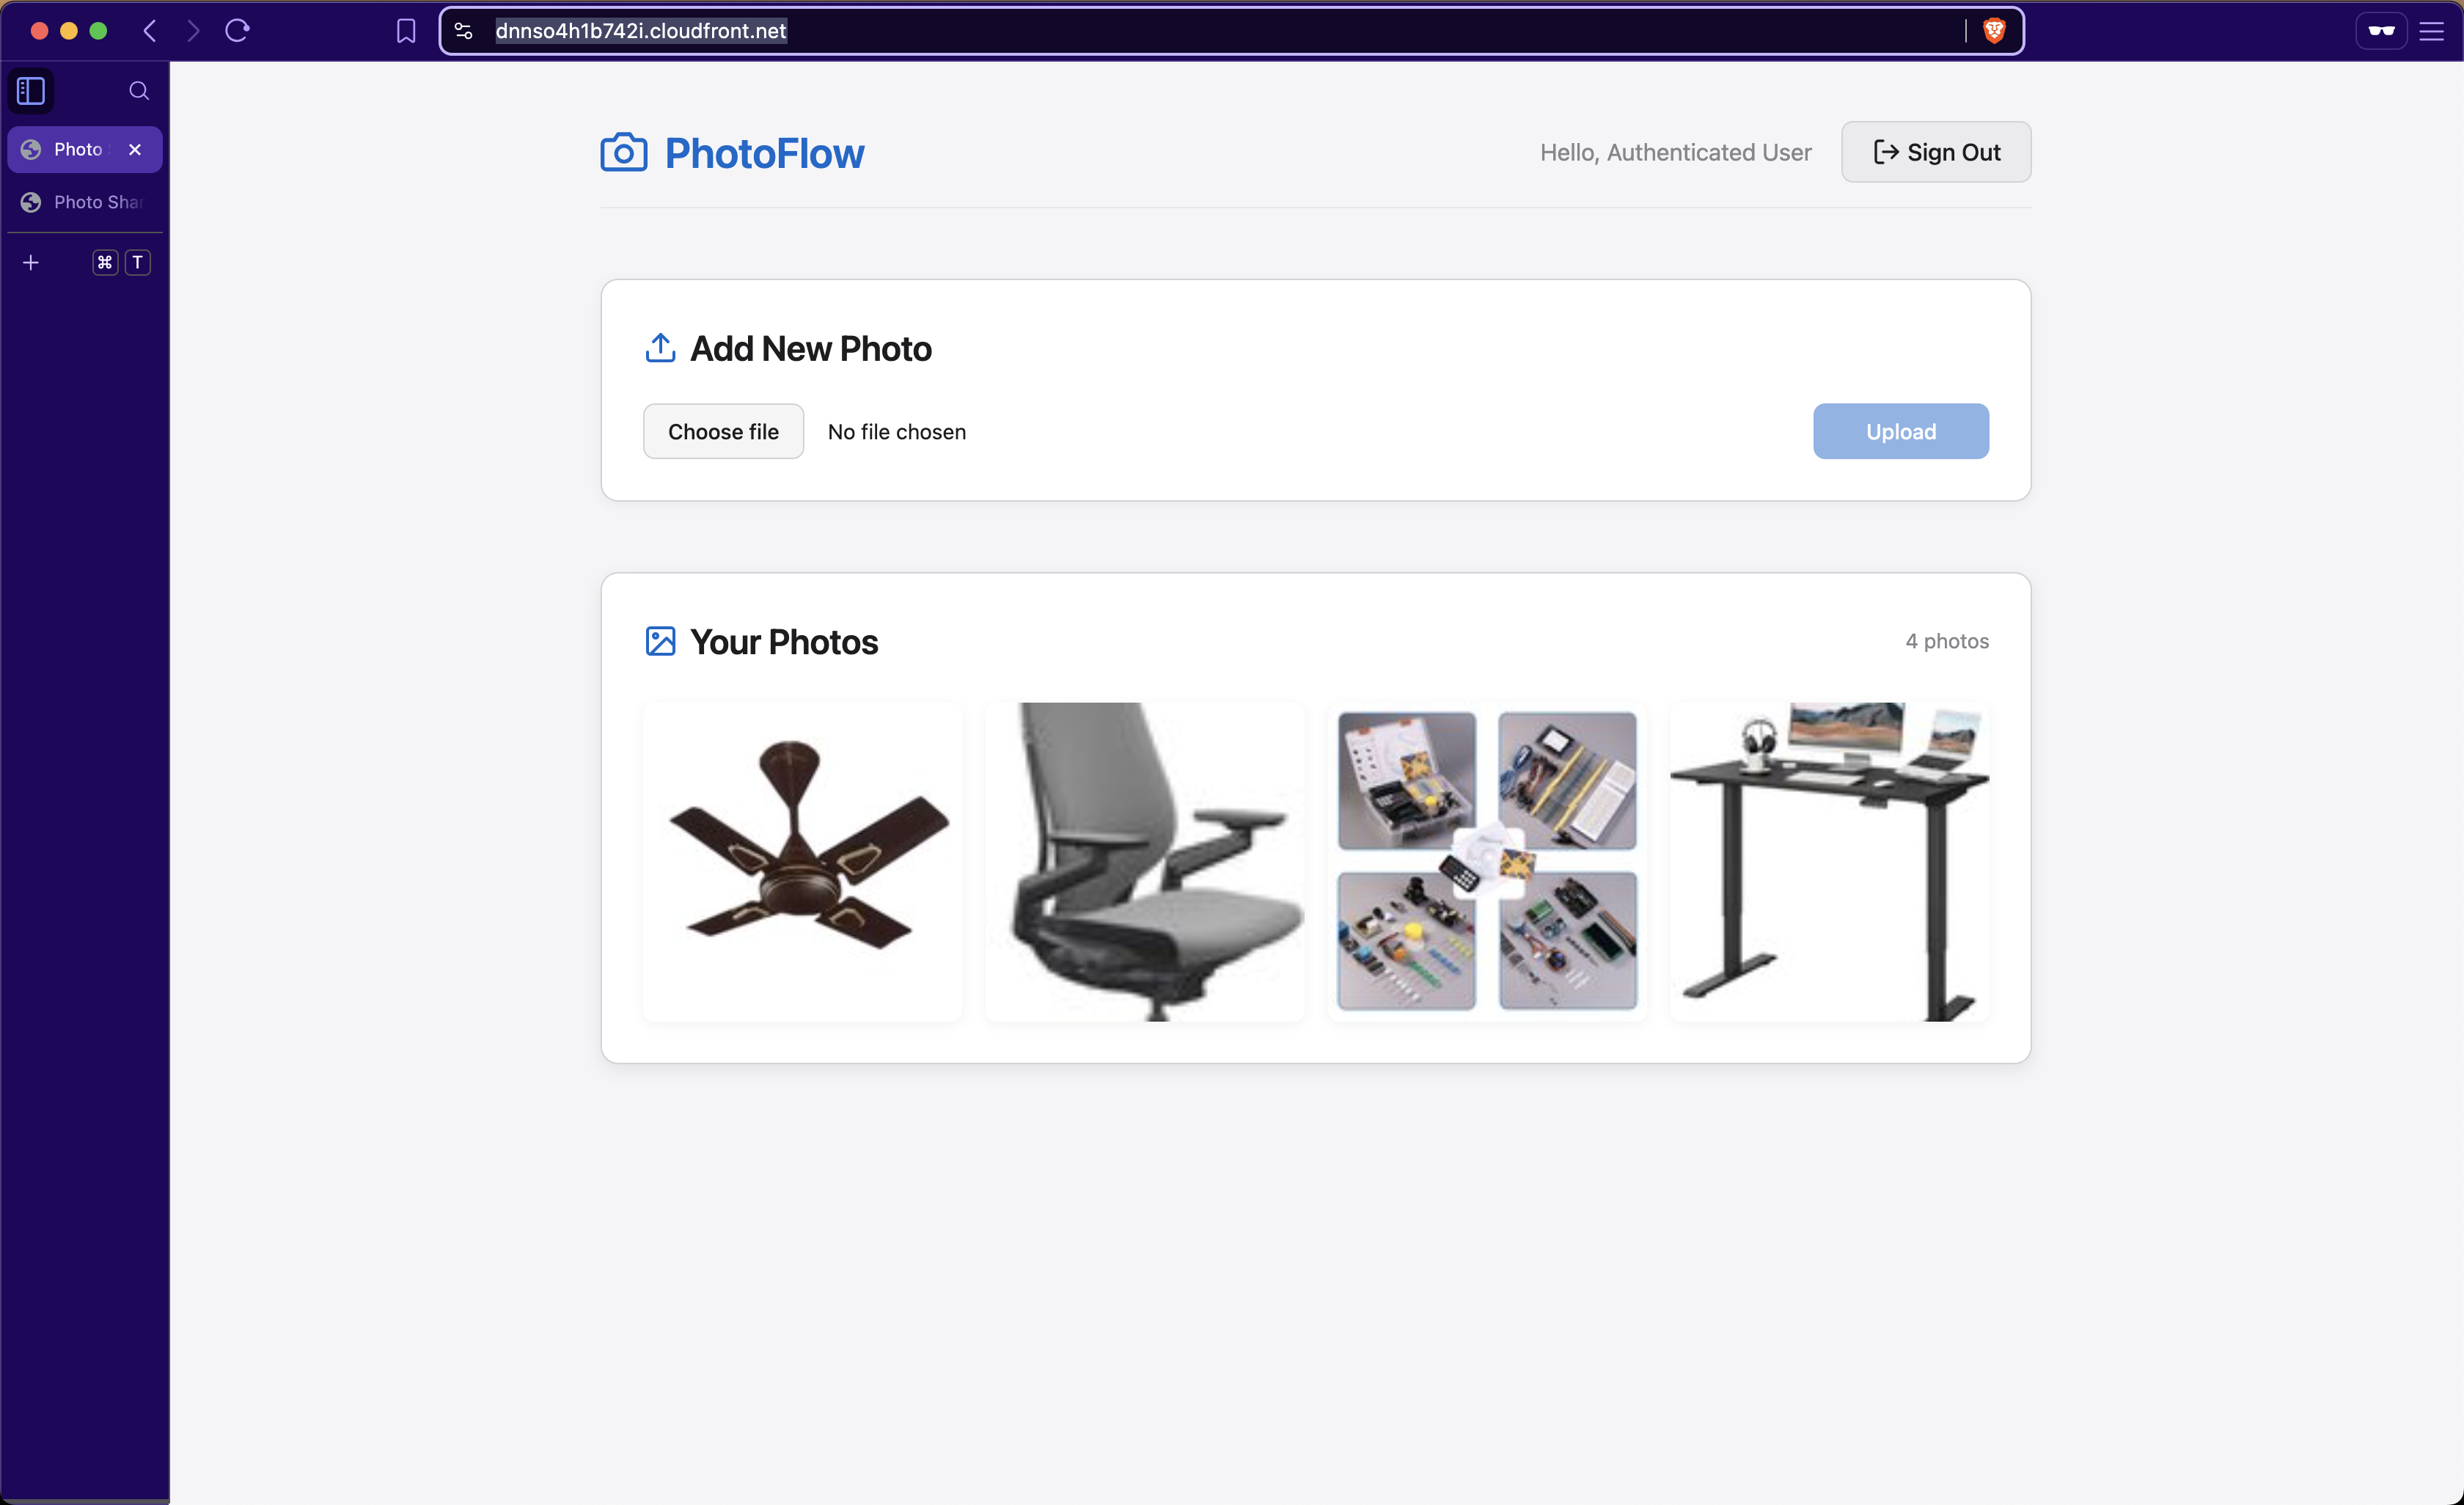 dnnso4h1b742i.cloudfront.net
Photo
Photo Shar
⌘ T
PhotoFlow
Hello, Authenticated User
Sign Out
Add New Photo
Choose file
No file chosen
Upload
Your Photos
4 photos